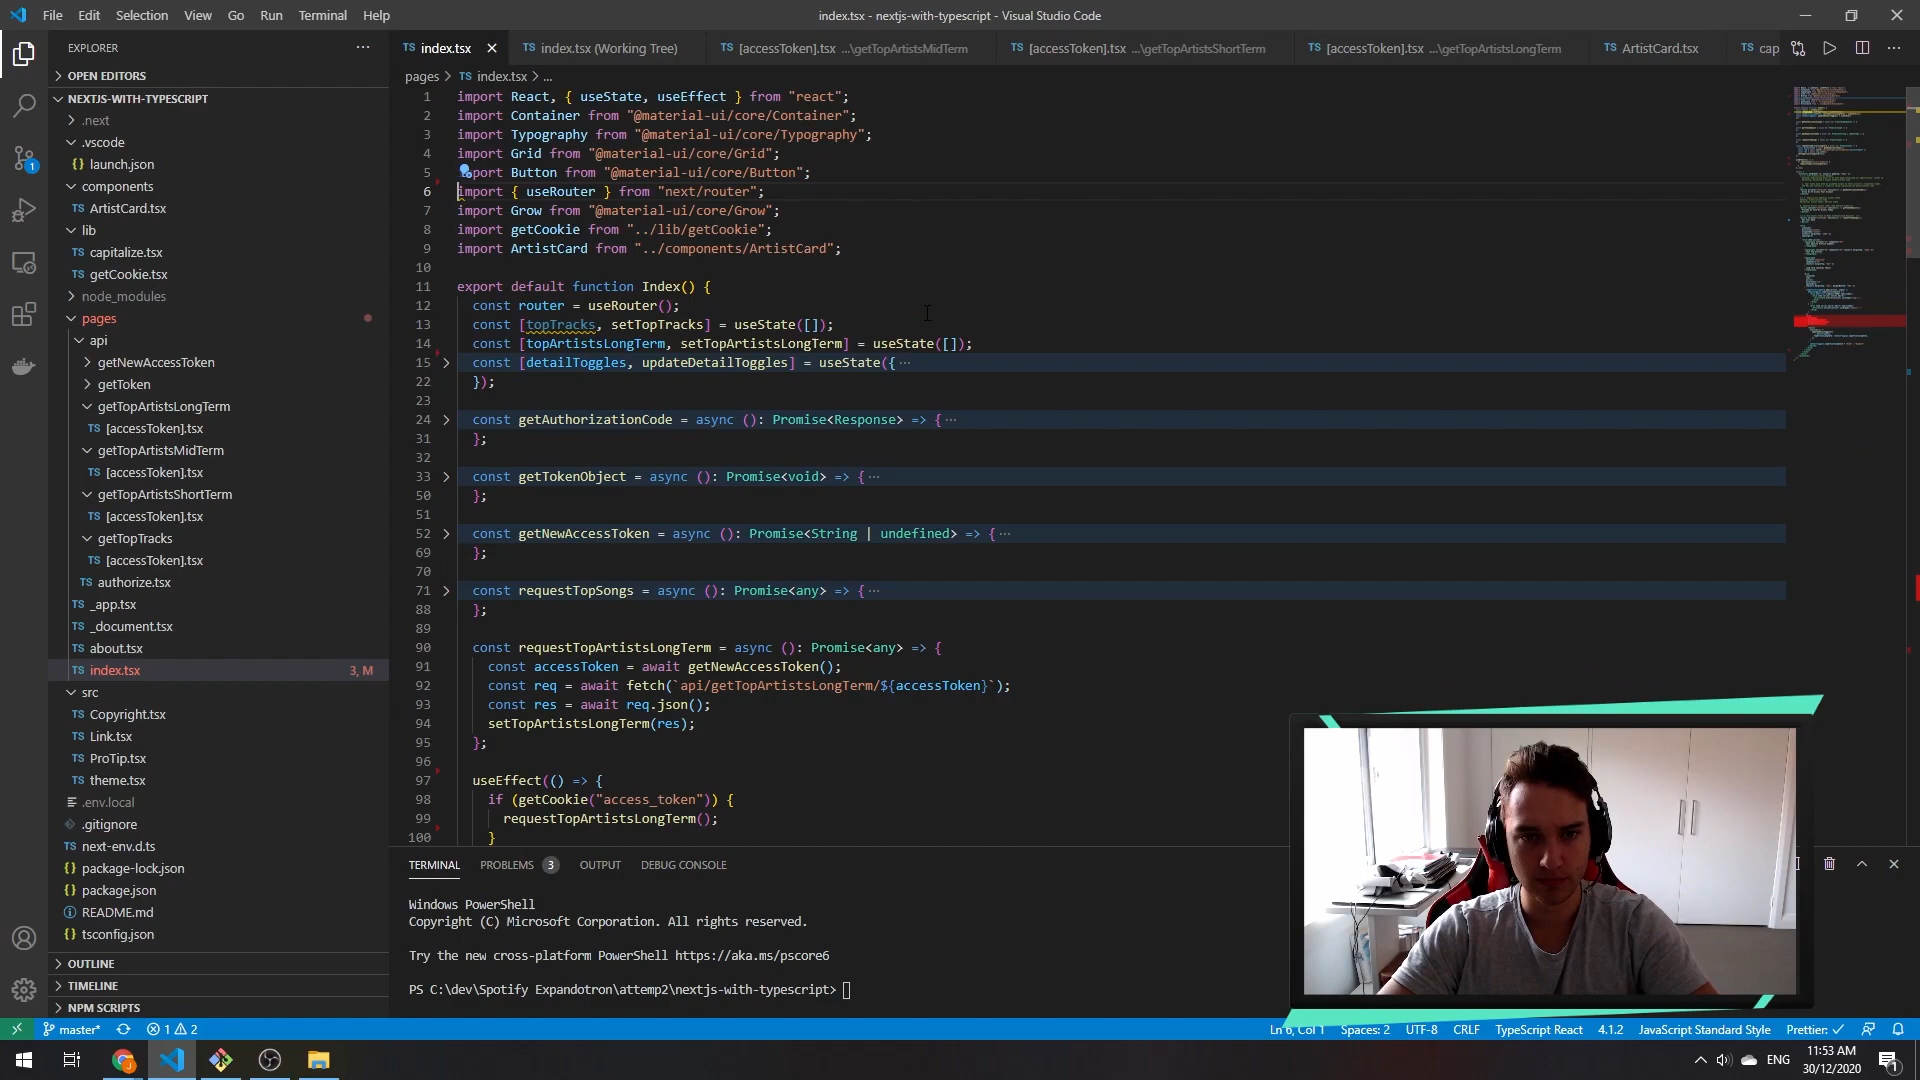 File Edit Selection View Go Run Terminal Help
index.tsx - nextjs-with-typescript - Visual Studio Code
EXPLORER
OPEN EDITORS
NEXTJS-WITH-TYPESCRIPT
.next
.vscode
{} launch.json
components
TS ArtistCard.tsx
lib
TS capitalize.tsx
TS getCookie.tsx
node_modules
pages
api
getNewAccessToken
getToken
getTopArtistsLongTerm
TS [accessToken].tsx
getTopArtistsMidTerm
TS [accessToken].tsx
getTopArtistsShortTerm
TS [accessToken].tsx
getTopTracks
TS [accessToken].tsx
TS authorize.tsx
TS _app.tsx
TS _document.tsx
TS about.tsx
TS index.tsx 3, M
src
TS Copyright.tsx
TS Link.tsx
TS ProTip.tsx
TS theme.tsx
.env.local
.gitignore
TS next-env.d.ts
{} package-lock.json
{} package.json
README.md
{} tsconfig.json
OUTLINE
TIMELINE
NPM SCRIPTS
1
TS index.tsx
TS index.tsx (Working Tree)
TS [accessToken].tsx ...\getTopArtistsMidTerm
TS [accessToken].tsx ...\getTopArtistsShortTerm
TS [accessToken].tsx ...\getTopArtistsLongTerm
TS ArtistCard.tsx
TS cap
pages > TS index.tsx > ...
1 import React, { useState, useEffect } from "react";
2 import Container from "@material-ui/core/Container";
3 import Typography from "@material-ui/core/Typography";
4 import Grid from "@material-ui/core/Grid";
5 import Button from "@material-ui/core/Button";
6 import { useRouter } from "next/router";
7 import Grow from "@material-ui/core/Grow";
8 import getCookie from "../lib/getCookie";
9 import ArtistCard from "../components/ArtistCard";
10
11 export default function Index() {
12 const router = useRouter();
13 const [topTracks, setTopTracks] = useState([]);
14 const [topArtistsLongTerm, setTopArtistsLongTerm] = useState([]);
15 const [detailToggles, updateDetailToggles] = useState({ ···
22 });
23
24 const getAuthorizationCode = async (): Promise<Response> => { ···
31 };
32
33 const getTokenObject = async (): Promise<void> => { ···
50 };
51
52 const getNewAccessToken = async (): Promise<String | undefined> => { ···
69 };
70
71 const requestTopSongs = async (): Promise<any> => { ···
88 };
89
90 const requestTopArtistsLongTerm = async (): Promise<any> => {
91 const accessToken = await getNewAccessToken();
92 const req = await fetch(`api/getTopArtistsLongTerm/${accessToken}`);
93 const res = await req.json();
94 setTopArtistsLongTerm(res);
95 };
96
97 useEffect(() => {
98 if (getCookie("access_token")) {
99 requestTopArtistsLongTerm();
100 }
TERMINAL PROBLEMS 3 OUTPUT DEBUG CONSOLE
Windows PowerShell
Copyright (C) Microsoft Corporation. All rights reserved.
Try the new cross-platform PowerShell https://aka.ms/pscore6
PS C:\dev\Spotify Expandotron\attemp2\nextjs-with-typescript>
master* 1 2
Ln 6, Col 1 Spaces: 2 UTF-8 CRLF TypeScript React 4.1.2 JavaScript Standard Style Prettier: ✓
ENG
11:53 AM
30/12/2020
1